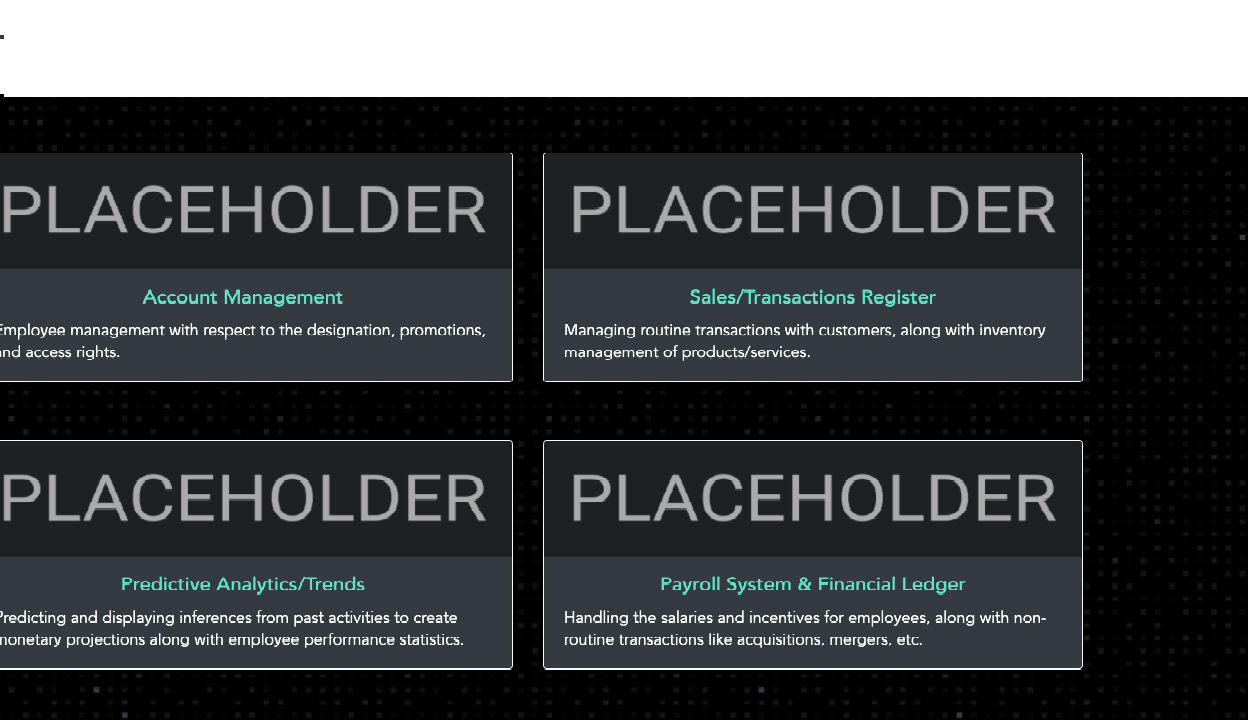 PLACEHOLDER PLACEHOLDER
Account Management
Employee management with respect to the designation, promotions,
and access rights.
Sales/Transactions Register
Managing routine transactions with customers, along with inventory
management of products/services.
PLACEHOLDER PLACEHOLDER
Predictive Analytics/Trends
Predicting and displaying inferences from past activities to create
monetary projections along with employee performance statistics.
Payroll System & Financial Ledger
Handling the salaries and incentives for employees, along with non-
routine transactions like acquisitions, mergers, etc.